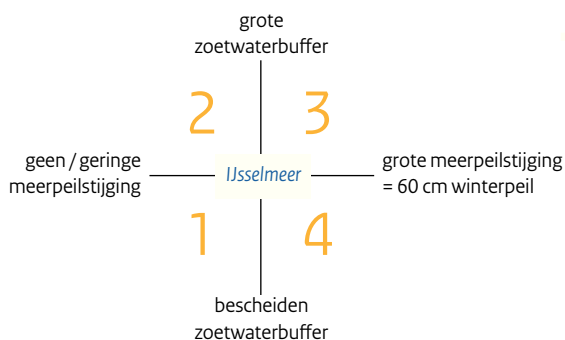 grote
zoetwaterbuffer
2
3
geen / geringe
meerpeilstijging
IJsselmeer
grote meerpeilstijging
= 60 cm winterpeil
1
4
bescheiden
zoetwaterbuffer